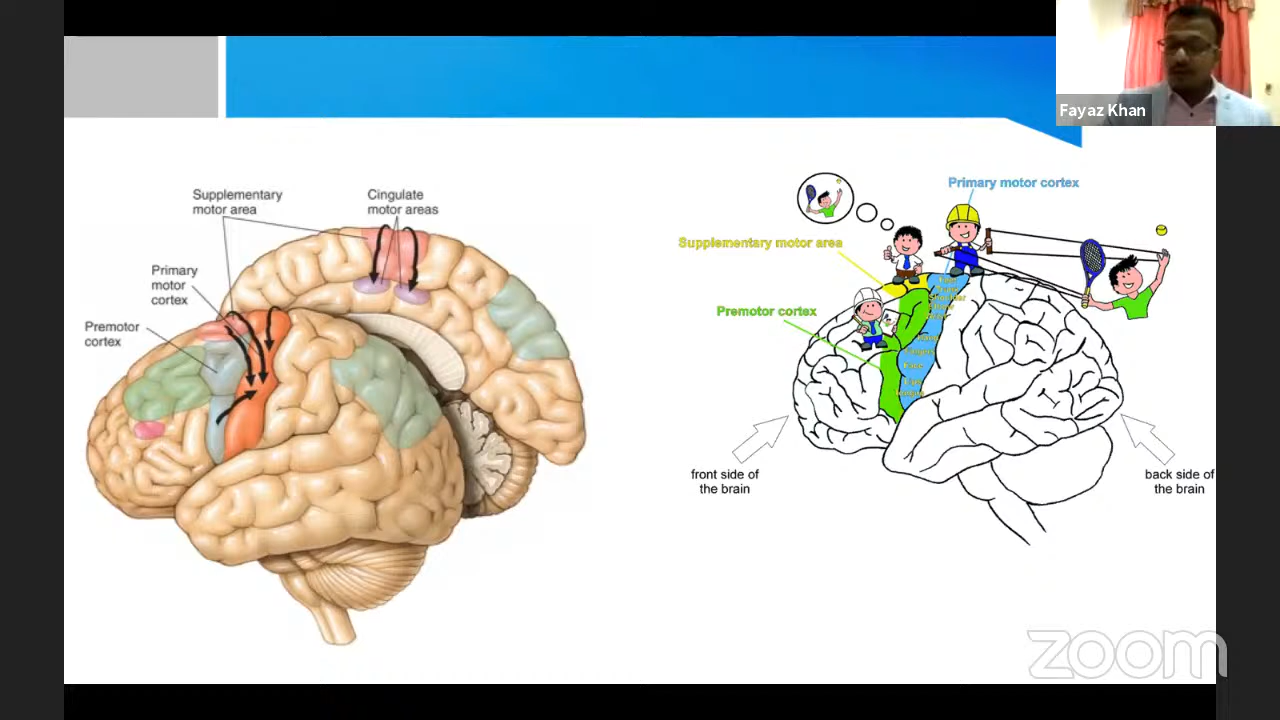 Fayaz Khan
Supplementary
motor area
Cingulate
motor areas
Primary
motor
cortex
Premotor
cortex
Primary motor cortex
Supplementary motor area
Premotor cortex
front side of
the brain
back side of
the brain
zoom